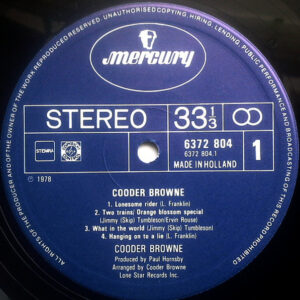 ALL RIGHTS OF THE PRODUCER AND OF THE OWNER OF THE WORK REPRODUCED RESERVED. UNAUTHORISED COPYING, HIRING, LENDING, PUBLIC PERFORMANCE AND BROADCASTING OF THIS RECORD PROHIBITED.
mercury
STEREO
33 1/3
6372 804
6372 804.1
MADE IN HOLLAND
1
STEMRA
℗ 1978
COODER BROWNE
1. Lonesome rider (L. Franklin)
2. Two trains/ Orange blossom special
Jimmy (Skip) Tumbleson/Ervin Rouse)
3. What in the world (Jimmy (Skip) Tumbleson)
4. Hanging on to a lie (L. Franklin)
COODER BROWNE
Produced by Paul Hornsby
Arranged by Cooder Browne
Lone Star Records Inc.